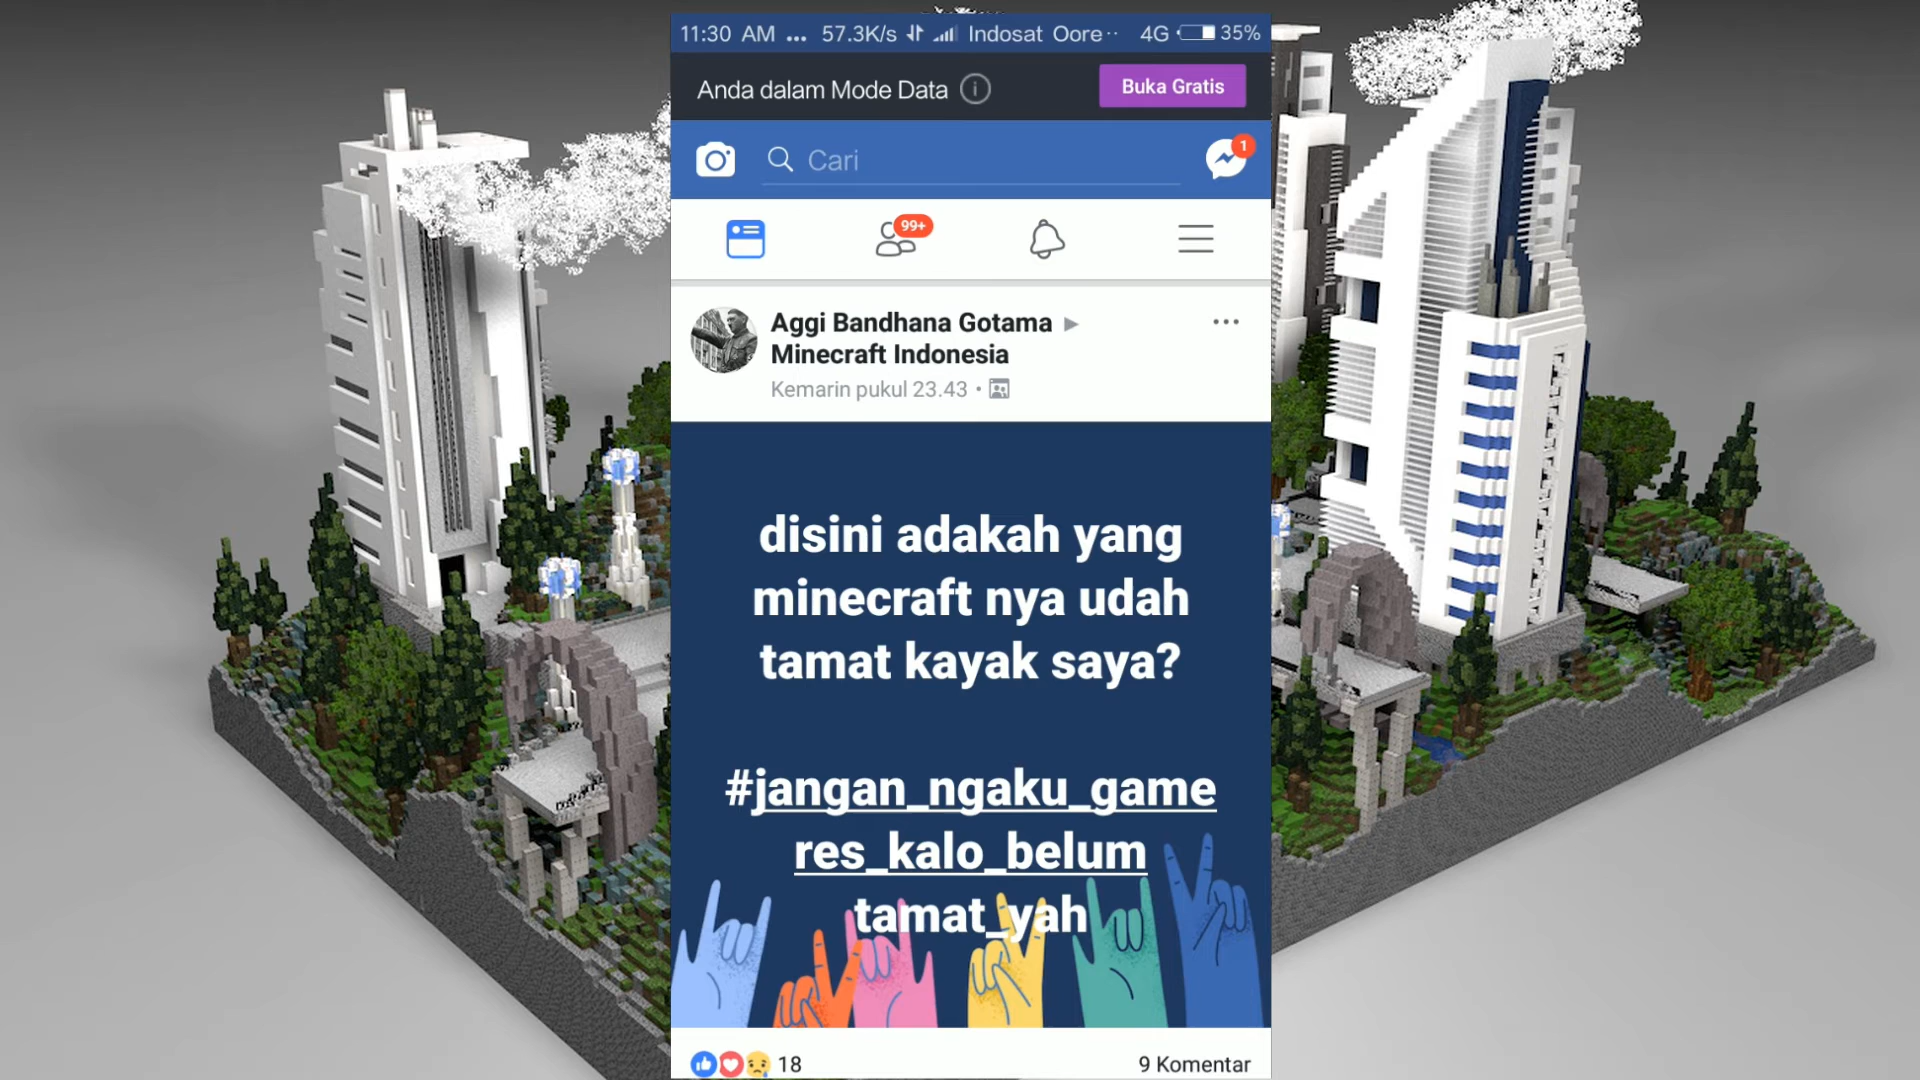 11:30 AM ... 57.3K/s Indosat Oore·· 4G 35%
Anda dalam Mode Data
Buka Gratis
Cari
1
99+
Aggi Bandhana Gotama ▶
Minecraft Indonesia
Kemarin pukul 23.43 •
disini adakah yang
minecraft nya udah
tamat kayak saya?
#jangan_ngaku_game
res_kalo_belum
tamat_yah
18
9 Komentar